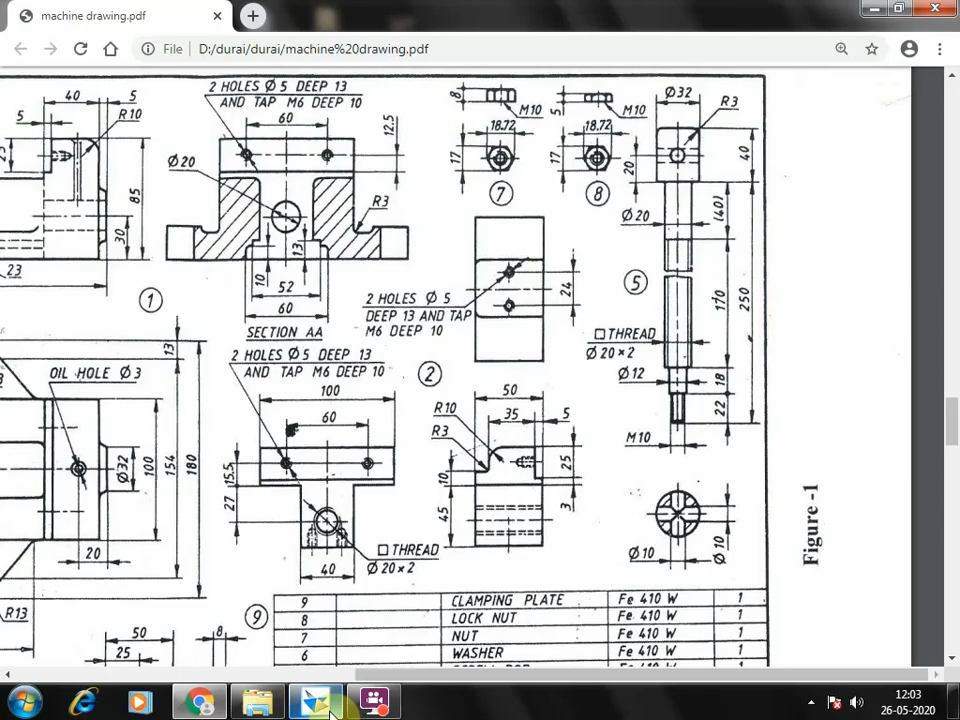 machine drawing.pdf
File
D:/durai/durai/machine%20drawing.pdf
40
5
5
R10
25
85
30
23
1
2 HOLES Ø 5 DEEP 13
AND TAP M6 DEEP 10
60
12.5
Ø 20
R3
10
13
52
60
SECTION AA
8
M10
18.72
17
7
5
M10
18.72
17
8
Ø32
R3
40
20
Ø 20
(40)
5
170
250
□ THREAD
Ø 20 × 2
Ø 12
18
22
M10
Ø 10
Ø 10
2 HOLES Ø 5
DEEP 13 AND TAP
M6 DEEP 10
24
2
2 HOLES Ø 5 DEEP 13
AND TAP M6 DEEP 10
100
60
15.5
27
40
□ THREAD
Ø 20 × 2
50
R10
35
5
R3
10
25
45
3
13
OIL HOLE Ø 3
Ø32
100
154
180
20
R13
50
8
25
9
Figure -1
9 CLAMPING PLATE Fe 410 W 1
8 LOCK NUT Fe 410 W 1
7 NUT Fe 410 W 1
6 WASHER Fe 410 W 1
12:03
26-05-2020